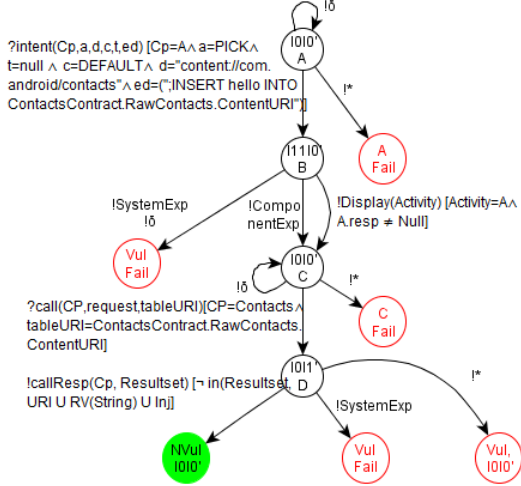 !δ
?intent(Cp,a,d,c,t,ed) [Cp=A∧ a=PICK∧
t=null ∧ c=DEFAULT∧ d="content://com.
android/contacts"∧ ed=(";INSERT hello INTO
ContactsContract.RawContacts.ContentURI")]
l0l0'
A
!*
A
Fail
l11l0'
B
!SystemExp
!δ
!Compo
nentExp
!Display(Activity) [Activity=A∧
A.resp ≠ Null]
Vul
Fail
l0l0'
C
!δ
!*
C
Fail
?call(CP,request,tableURI)[CP=Contacts∧
tableURI=ContactsContract.RawContacts.
ContentURI]
l0l1'
D
!callResp(Cp, Resultset) [¬ in(Resultset,
URI U RV(String) U Inj]
!SystemExp
!*
NVul
l0l0'
Vul
Fail
Vul,
l0l0'